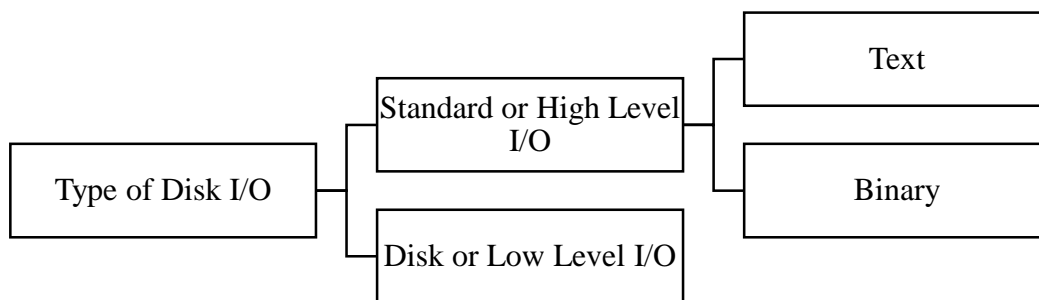 Type of Disk I/O
Standard or High Level
I/O
Disk or Low Level I/O
Text
Binary